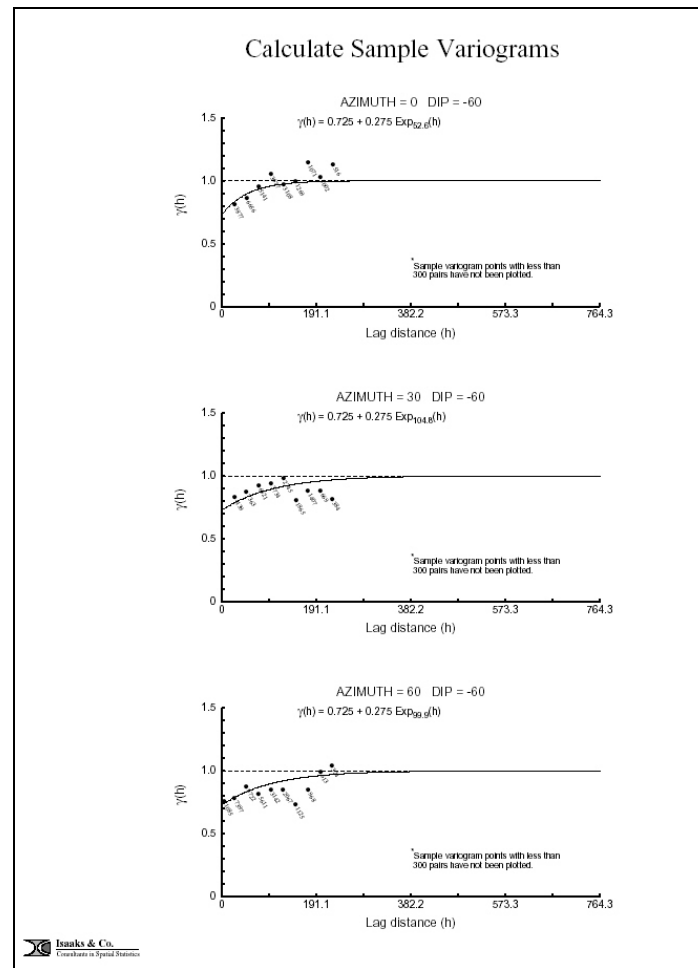 Calculate Sample Variograms
AZIMUTH = 0 DIP = -60
γ(h) = 0.725 + 0.275 Exp52.6(h)
1.5
1.0
0.5
0
γ(h)
*Sample variogram points with less than
300 pairs have not been plotted.
0 191.1 382.2 573.3 764.3
Lag distance (h)
AZIMUTH = 30 DIP = -60
γ(h) = 0.725 + 0.275 Exp104.8(h)
1.5
1.0
0.5
0
γ(h)
*Sample variogram points with less than
300 pairs have not been plotted.
0 191.1 382.2 573.3 764.3
Lag distance (h)
AZIMUTH = 60 DIP = -60
γ(h) = 0.725 + 0.275 Exp99.9(h)
1.5
1.0
0.5
0
γ(h)
*Sample variogram points with less than
300 pairs have not been plotted.
0 191.1 382.2 573.3 764.3
Lag distance (h)
Isaaks & Co.
Consultants in Spatial Statistics